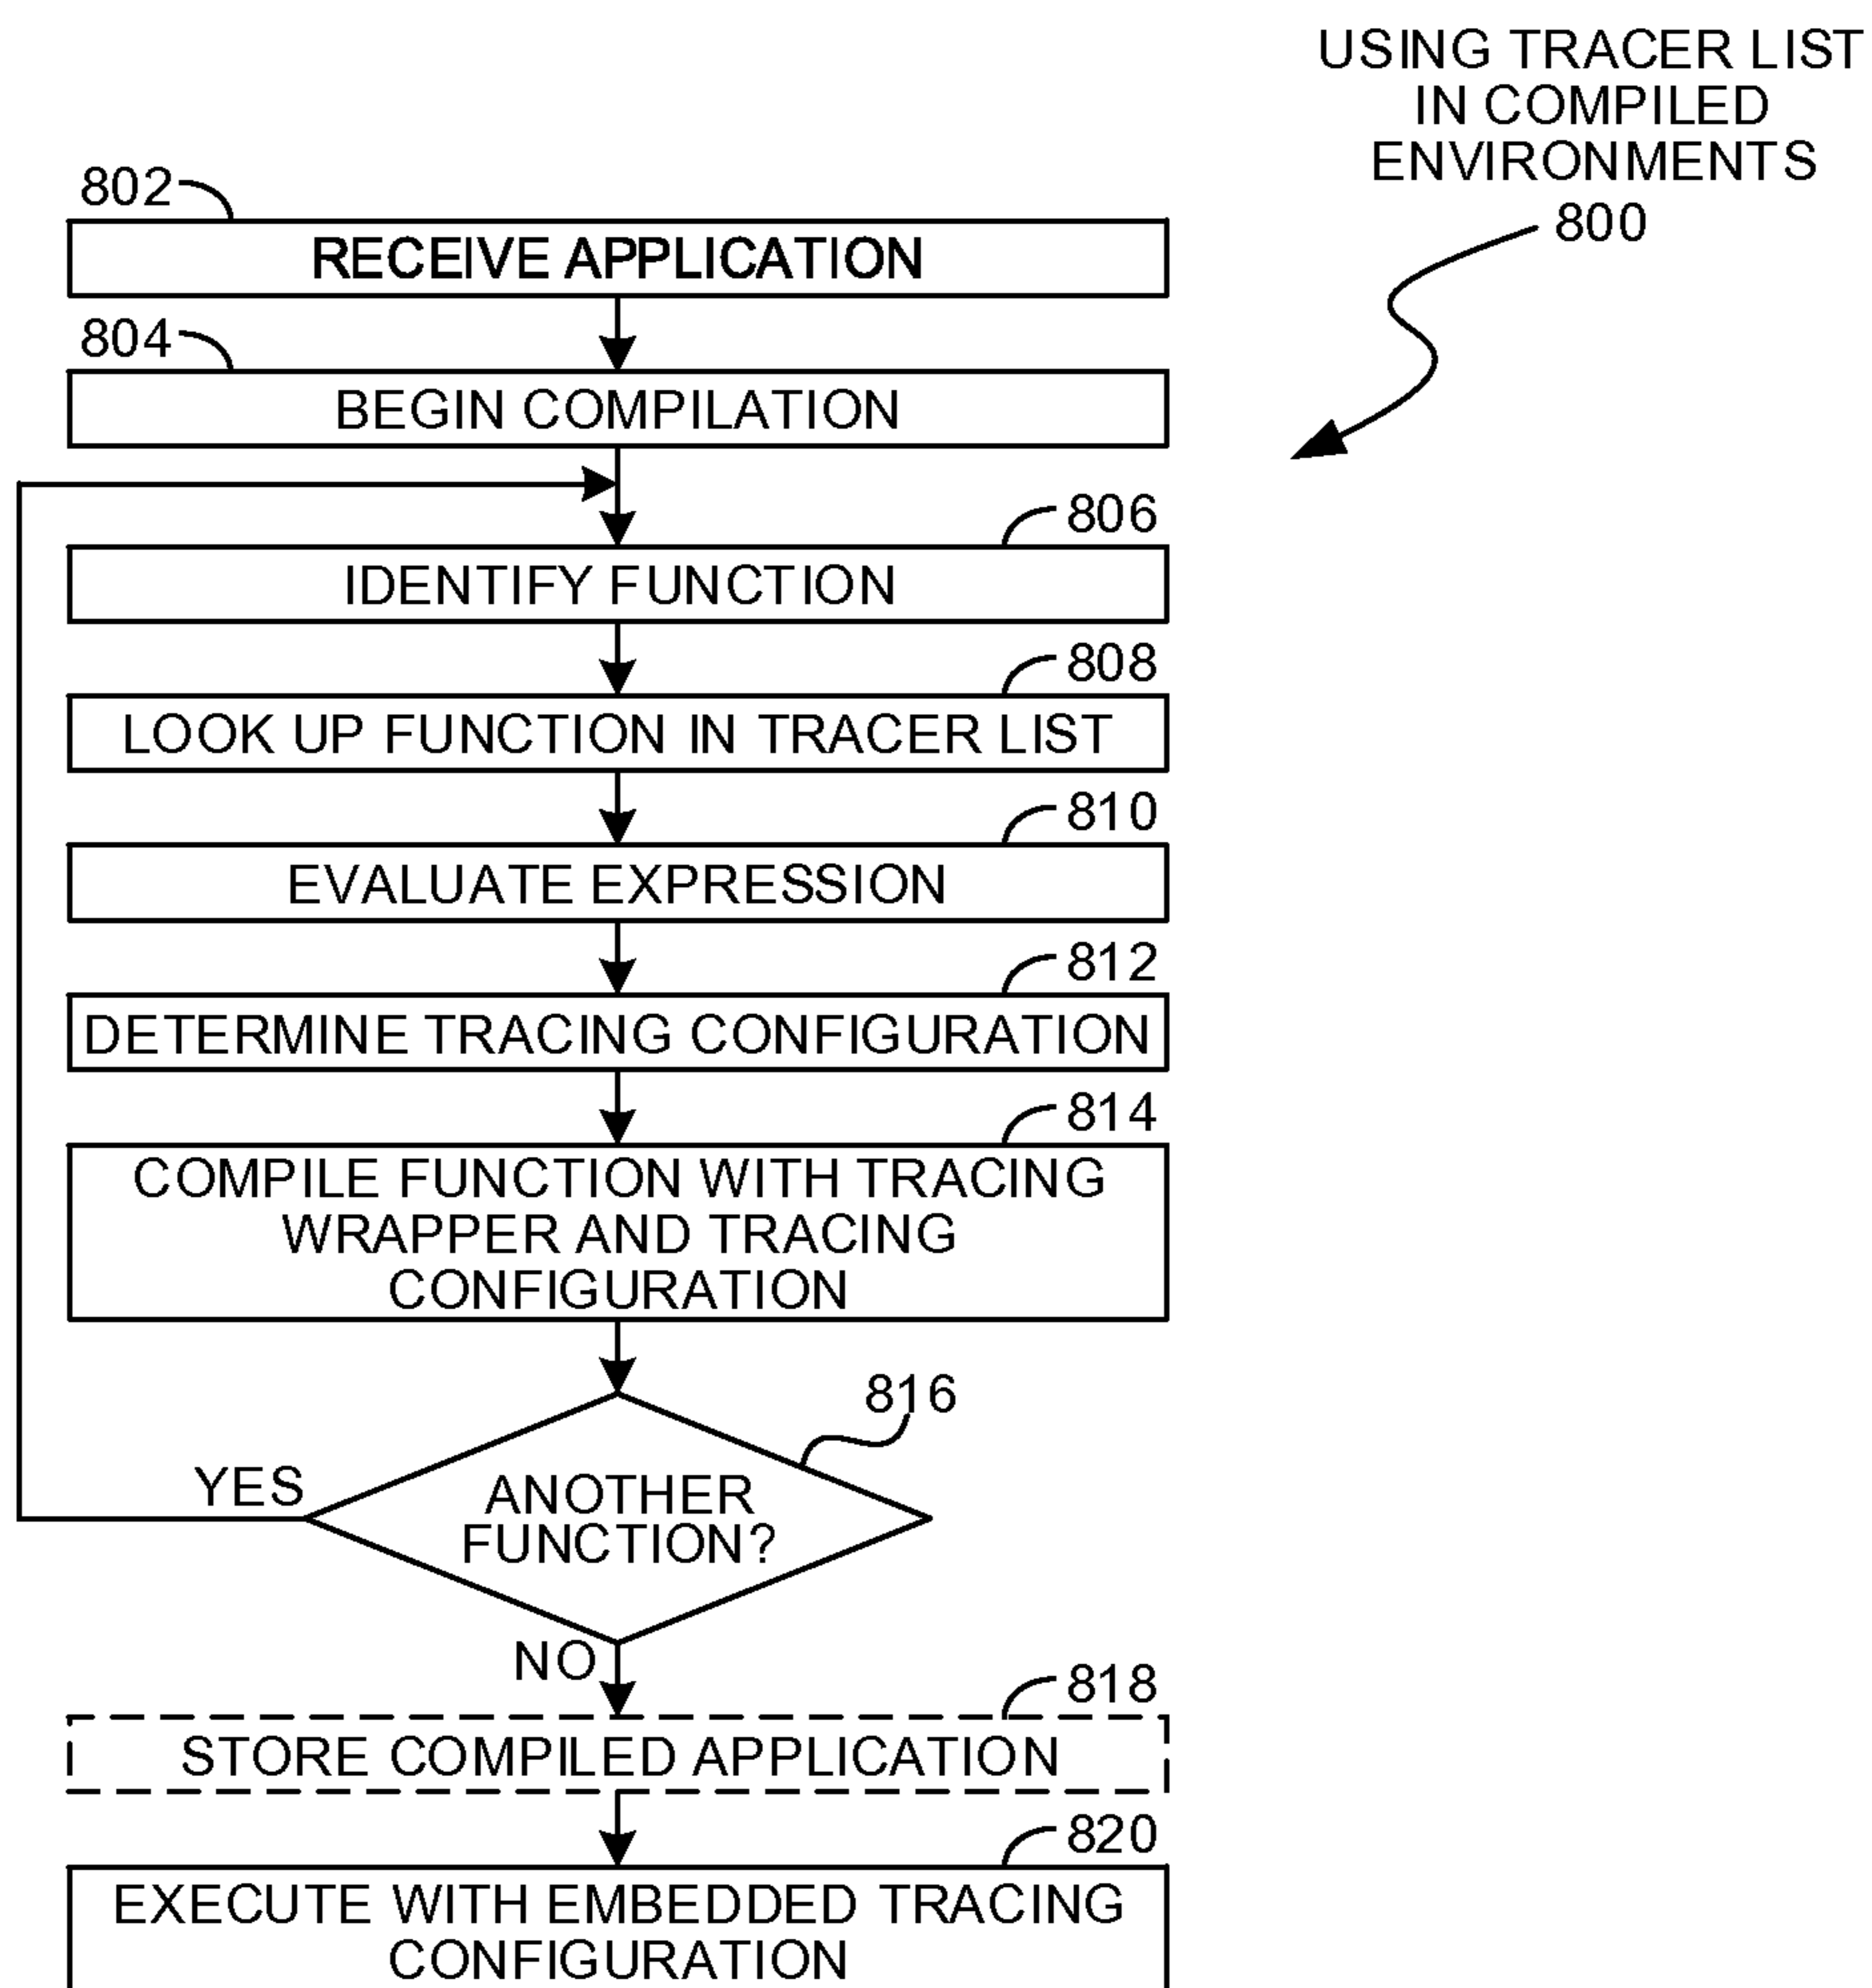 USING TRACER LIST
IN COMPILED
ENVIRONMENTS
800
802
RECEIVE APPLICATION
804
BEGIN COMPILATION
806
IDENTIFY FUNCTION
808
LOOK UP FUNCTION IN TRACER LIST
810
EVALUATE EXPRESSION
812
DETERMINE TRACING CONFIGURATION
814
COMPILE FUNCTION WITH TRACING
WRAPPER AND TRACING
CONFIGURATION
816
YES
ANOTHER
FUNCTION?
NO
818
STORE COMPILED APPLICATION
820
EXECUTE WITH EMBEDDED TRACING
CONFIGURATION